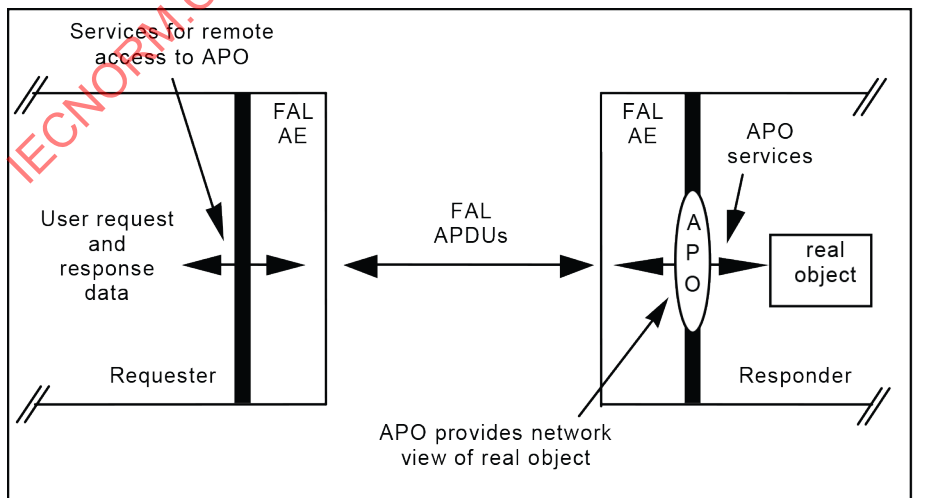 IECNORM.C
Services for remote
access to APO
FAL
AE
User request
and
response
data
Requester
FAL
APDUs
FAL
AE
APO
services
A
P
O
real
object
Responder
APO provides network
view of real object